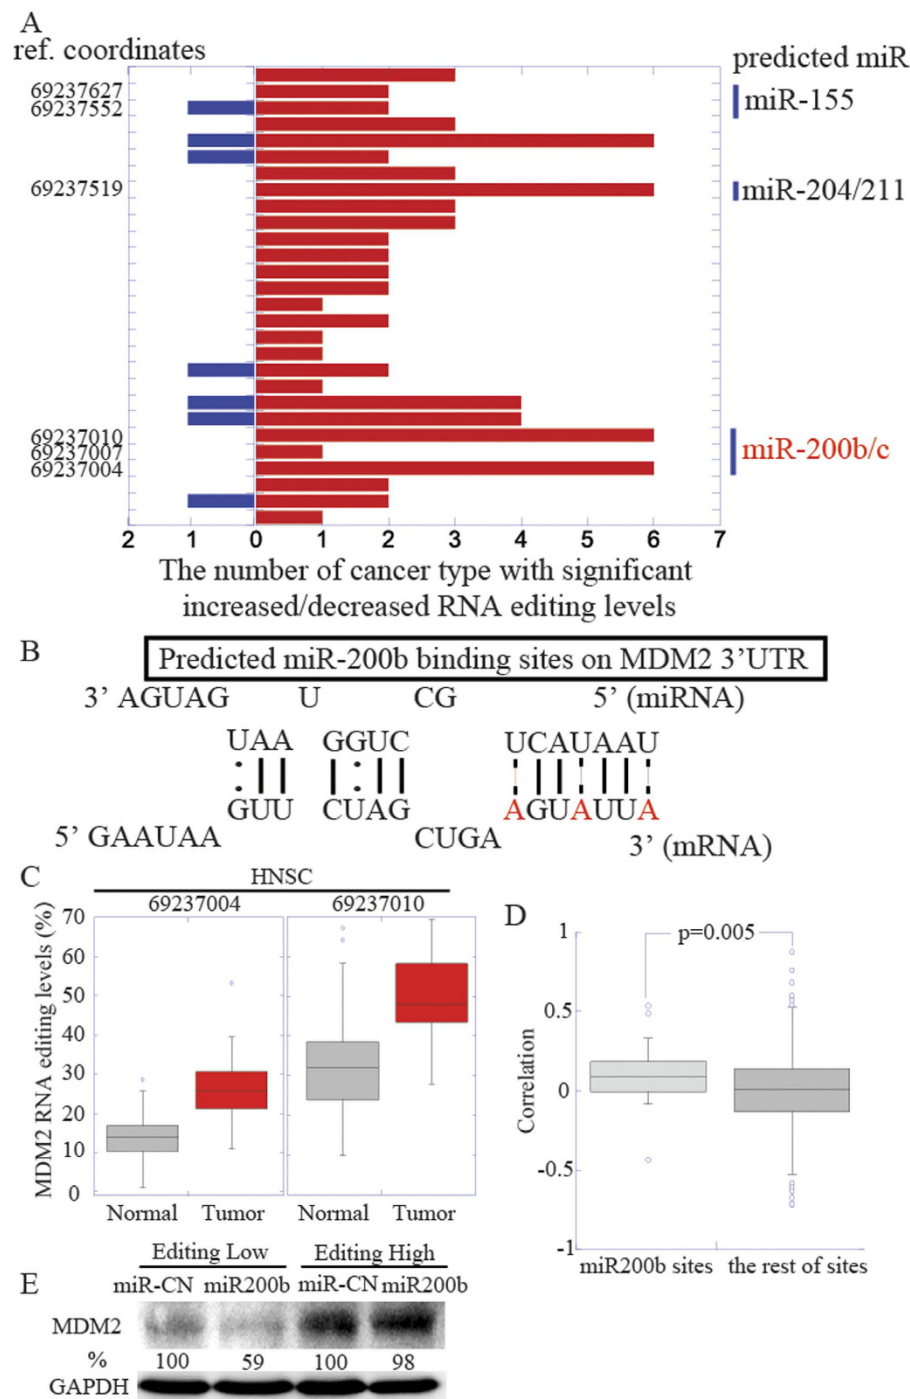 A
ref. coordinates
predicted miR
69237627
69237552
miR-155
69237519
miR-204/211
69237010
69237007
69237004
miR-200b/c
2 1 0 1 2 3 4 5 6 7
The number of cancer type with significant
increased/decreased RNA editing levels
B
Predicted miR-200b binding sites on MDM2 3’UTR
3’ AGUAG U CG 5’ (miRNA)
UAA GGUC UCAUAAU
GUU CUAG AGUAUUA
5’ GAAUAA CUGA 3’ (mRNA)
C
HNSC
69237004 69237010
MDM2 RNA editing levels (%)
70
60
50
40
30
20
10
0
Normal Tumor Normal Tumor
D
p=0.005
Correlation
1
0.5
0
-0.5
-1
miR200b sites the rest of sites
E
Editing Low Editing High
miR-CN miR200b miR-CN miR200b
MDM2
% 100 59 100 98
GAPDH